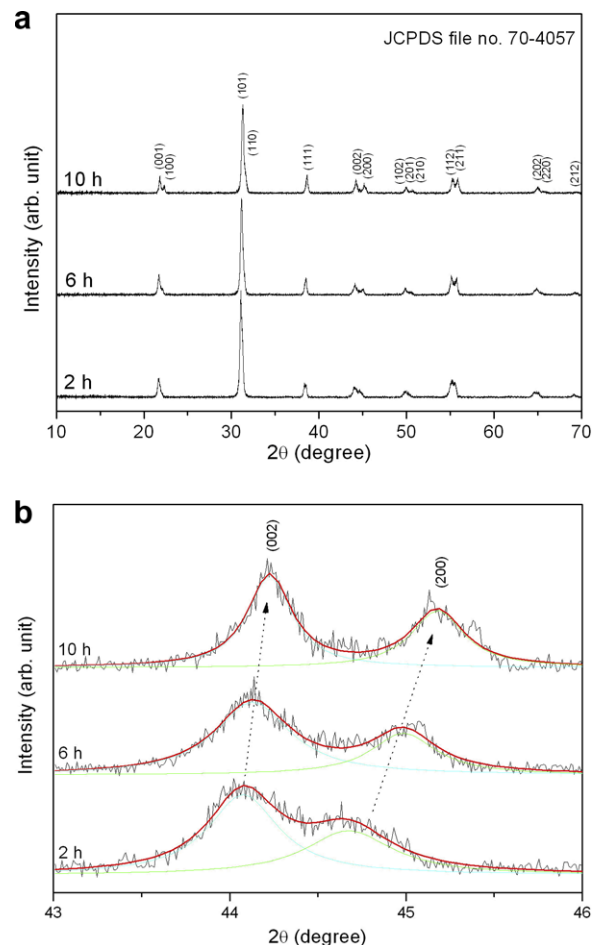 a
JCPDS file no. 70-4057
(101)
(110)
(001)
(100)
(111)
(002)
(200)
(102)
(201)
(210)
(112)
(211)
(202)
(220)
(212)
10 h
6 h
2 h
Intensity (arb. unit)
10 20 30 40 50 60 70
2θ (degree)
b
(002)
(200)
10 h
6 h
2 h
Intensity (arb. unit)
43 44 45 46
2θ (degree)